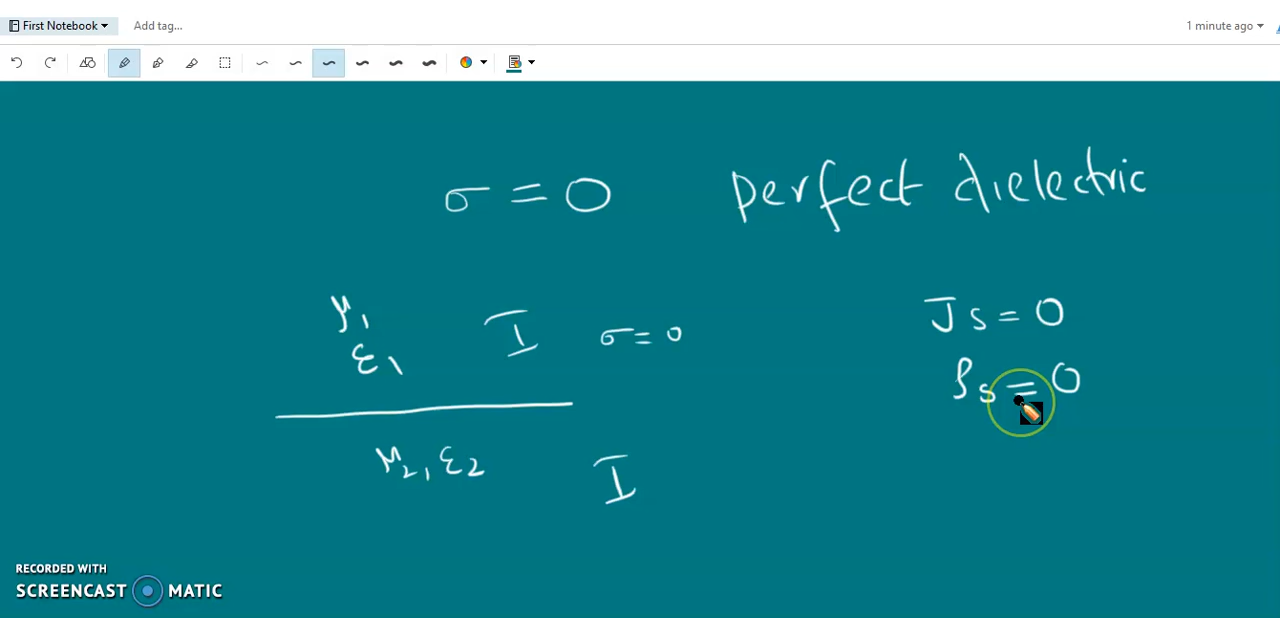 First Notebook Add tag... 1 minute ago
σ = 0 perfect dielectric
μ1 I σ = 0 Js = 0
ε1 ρs = 0
μ2, ε2 I
RECORDED WITH
SCREENCAST MATIC